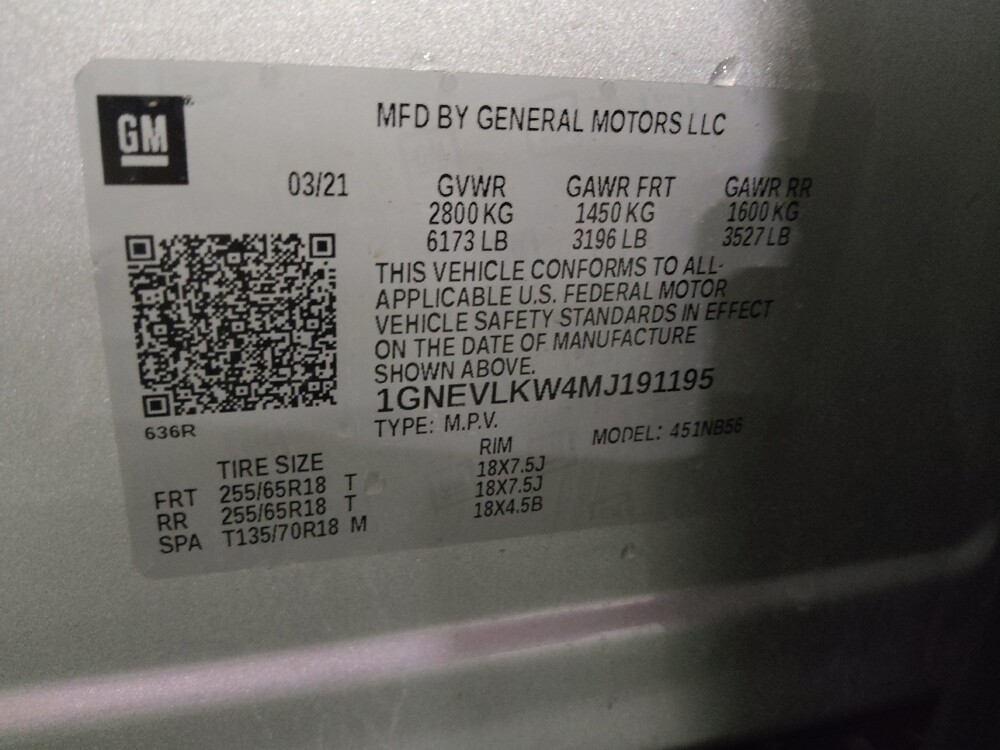 GM
MFD BY GENERAL MOTORS LLC
03/21 GVWR GAWR FRT GAWR RR
2800 KG 1450 KG 1600 KG
6173 LB 3196 LB 3527 LB
THIS VEHICLE CONFORMS TO ALL
APPLICABLE U.S. FEDERAL MOTOR
VEHICLE SAFETY STANDARDS IN EFFECT
ON THE DATE OF MANUFACTURE
SHOWN ABOVE.
1GNEVLKW4MJ191195
636R
TYPE: M.P.V. MODEL: 451NB56
TIRE SIZE RIM
FRT 255/65R18 T 18X7.5J
RR 255/65R18 T 18X7.5J
SPA T135/70R18 M 18X4.5B